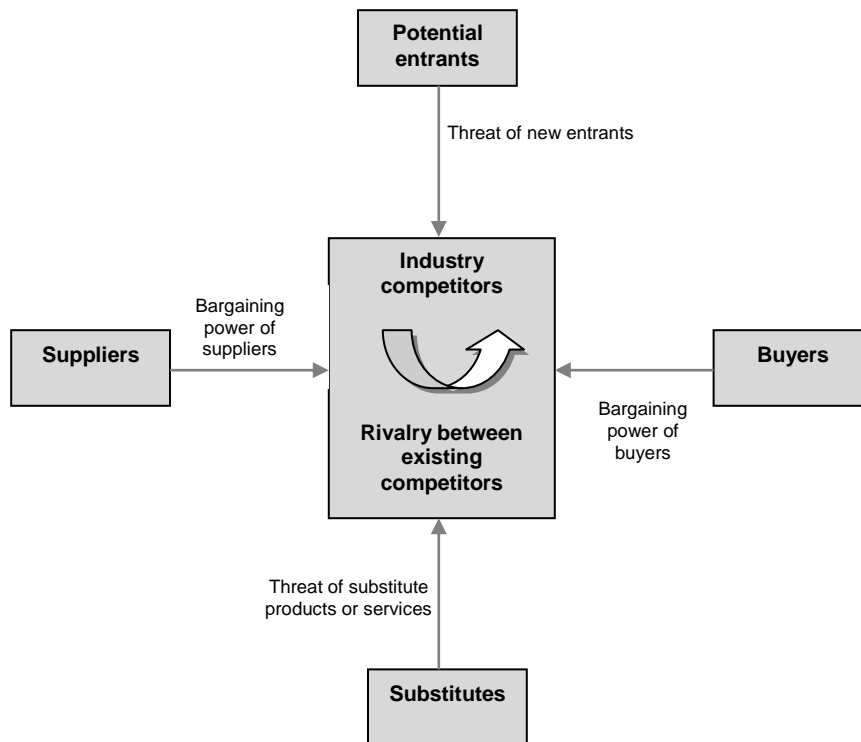 Potential
entrants
Threat of new entrants
Industry
competitors
Bargaining
power of
suppliers
Suppliers
Buyers
Bargaining
power of
buyers
Rivalry between
existing
competitors
Threat of substitute
products or services
Substitutes